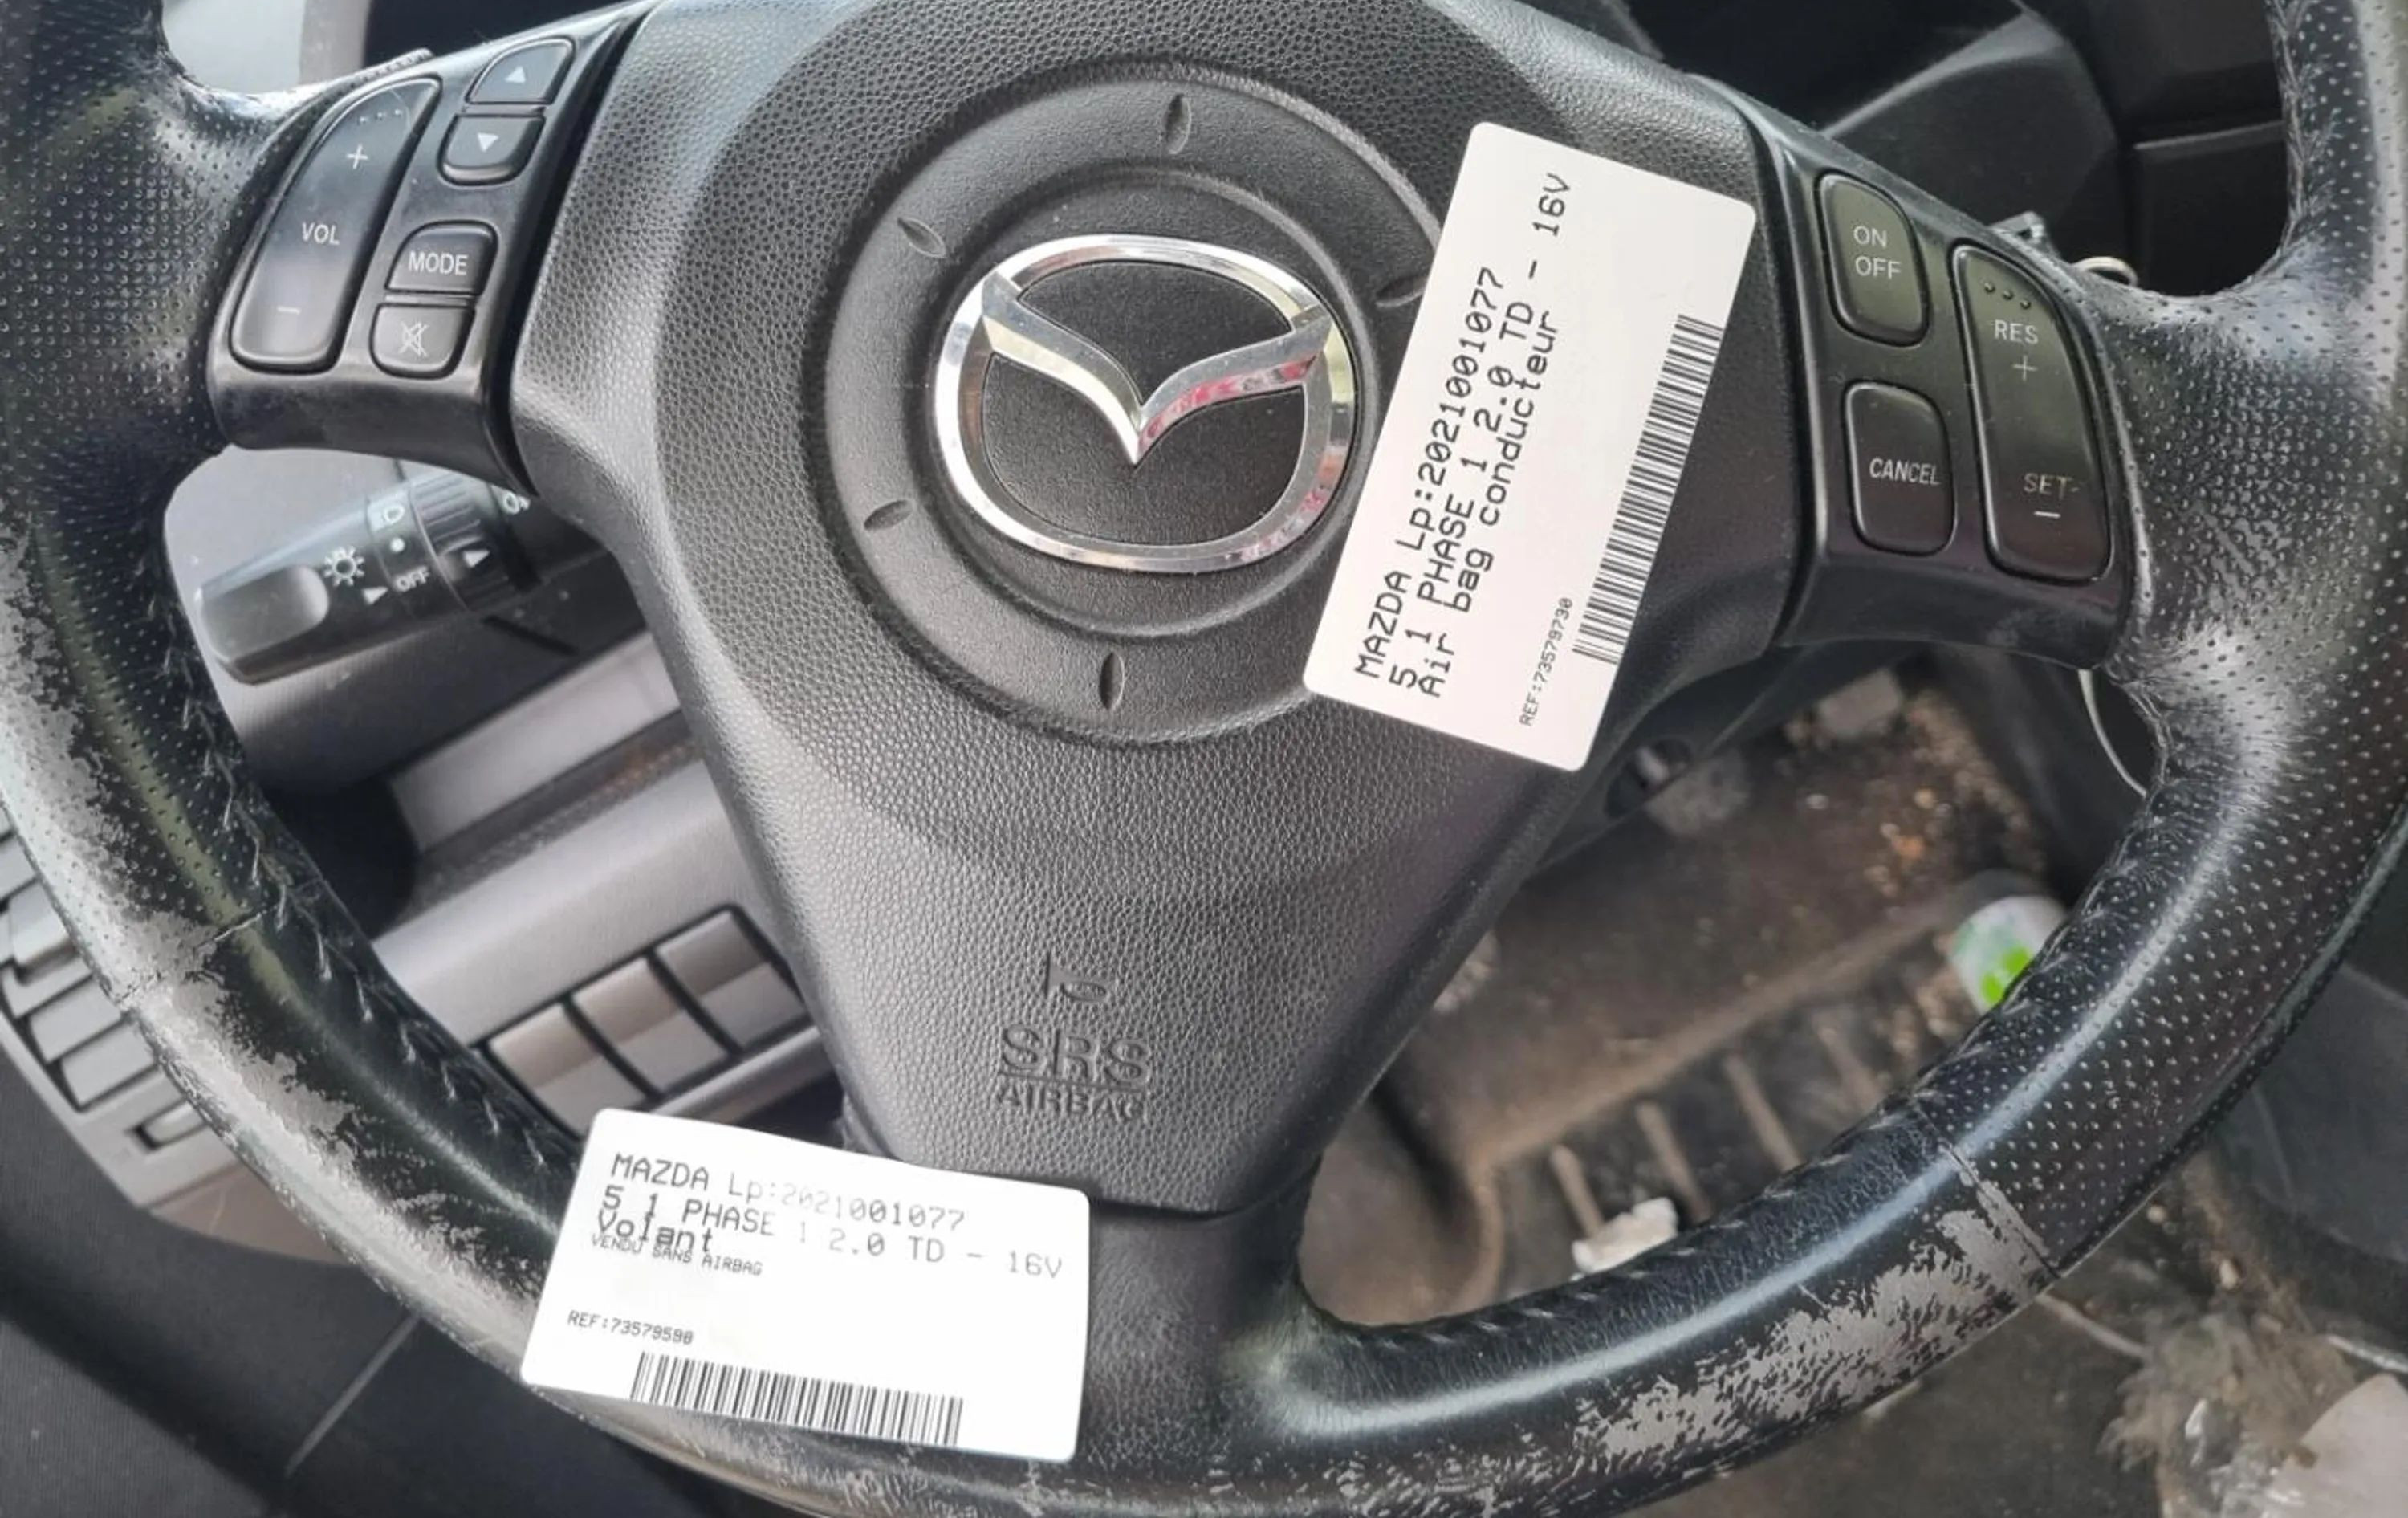 VOL
MODE
ON
OFF
RES
+
CANCEL
SET-
OFF
MAZDA Lp:2021001077
5 1 PHASE 1 2.0 TD - 16V
Air bag conducteur
REF:73579730
SRS
AIRBAG
MAZDA Lp:2021001077
5 1 PHASE 1 2.0 TD - 16V
Volant
VENDU SANS AIRBAG
REF:73579590